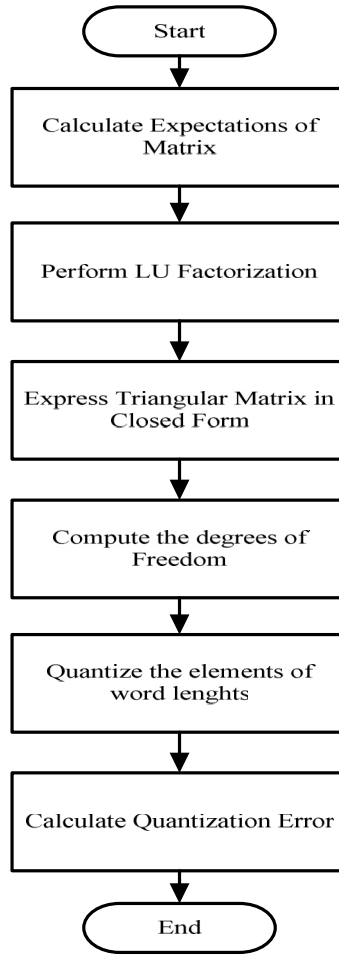 Start
Calculate Expectations of
Matrix
Perform LU Factorization
Express Triangular Matrix in
Closed Form
Compute the degrees of
Freedom
Quantize the elements of
word lenghts
Calculate Quantization Error
End